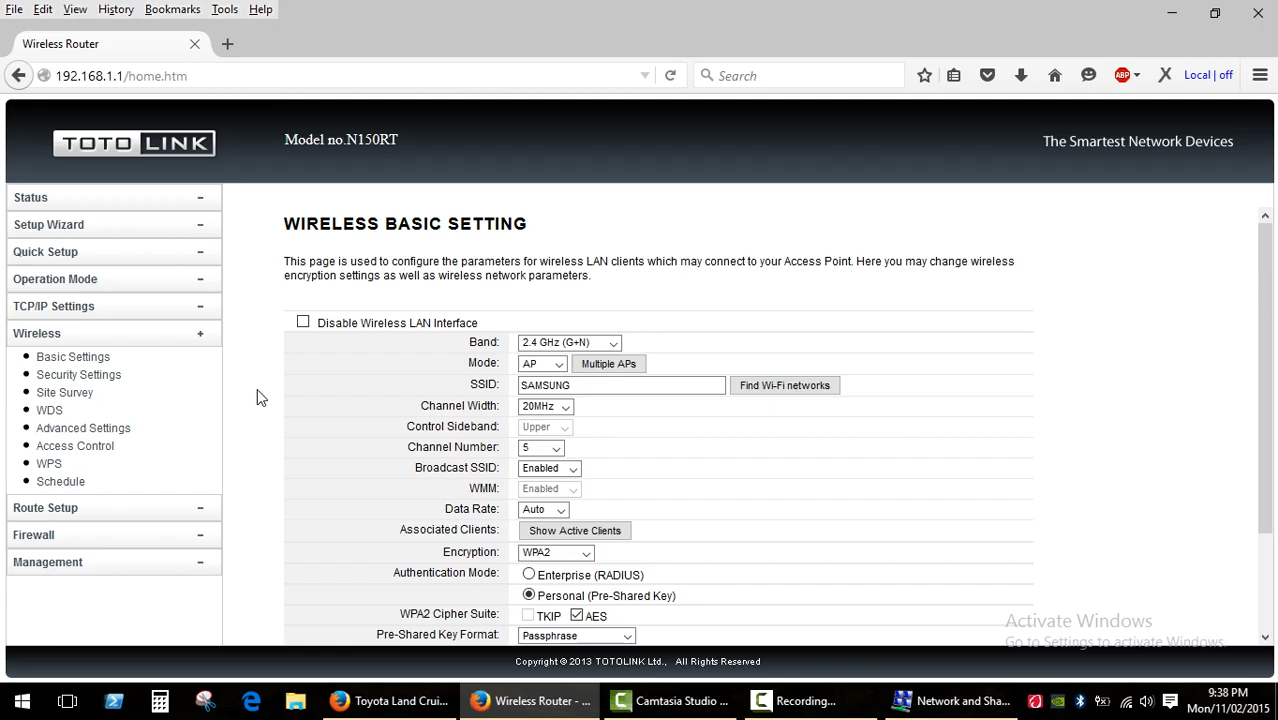 File Edit View History Bookmarks Tools Help
Wireless Router
192.168.1.1/home.htm
Search
ABP
Local | off
TOTO LINK
Model no.N150RT
The Smartest Network Devices
Status
Setup Wizard
Quick Setup
Operation Mode
TCP/IP Settings
Wireless
Basic Settings
Security Settings
Site Survey
WDS
Advanced Settings
Access Control
WPS
Schedule
Route Setup
Firewall
Management
WIRELESS BASIC SETTING
This page is used to configure the parameters for wireless LAN clients which may connect to your Access Point. Here you may change wireless
encryption settings as well as wireless network parameters.
Disable Wireless LAN Interface
Band: 2.4 GHz (G+N)
Mode: AP Multiple APs
SSID: SAMSUNG Find Wi-Fi networks
Channel Width: 20MHz
Control Sideband: Upper
Channel Number: 5
Broadcast SSID: Enabled
WMM: Enabled
Data Rate: Auto
Associated Clients: Show Active Clients
Encryption: WPA2
Authentication Mode: Enterprise (RADIUS)
Personal (Pre-Shared Key)
WPA2 Cipher Suite: TKIP AES
Pre-Shared Key Format: Passphrase
Activate Windows
Go to Settings to activate Windows.
Copyright © 2013 TOTOLINK Ltd., All Rights Reserved
Toyota Land Crui...
Wireless Router - ...
Camtasia Studio ...
Recording...
Network and Sha...
9:38 PM
Mon/11/02/2015